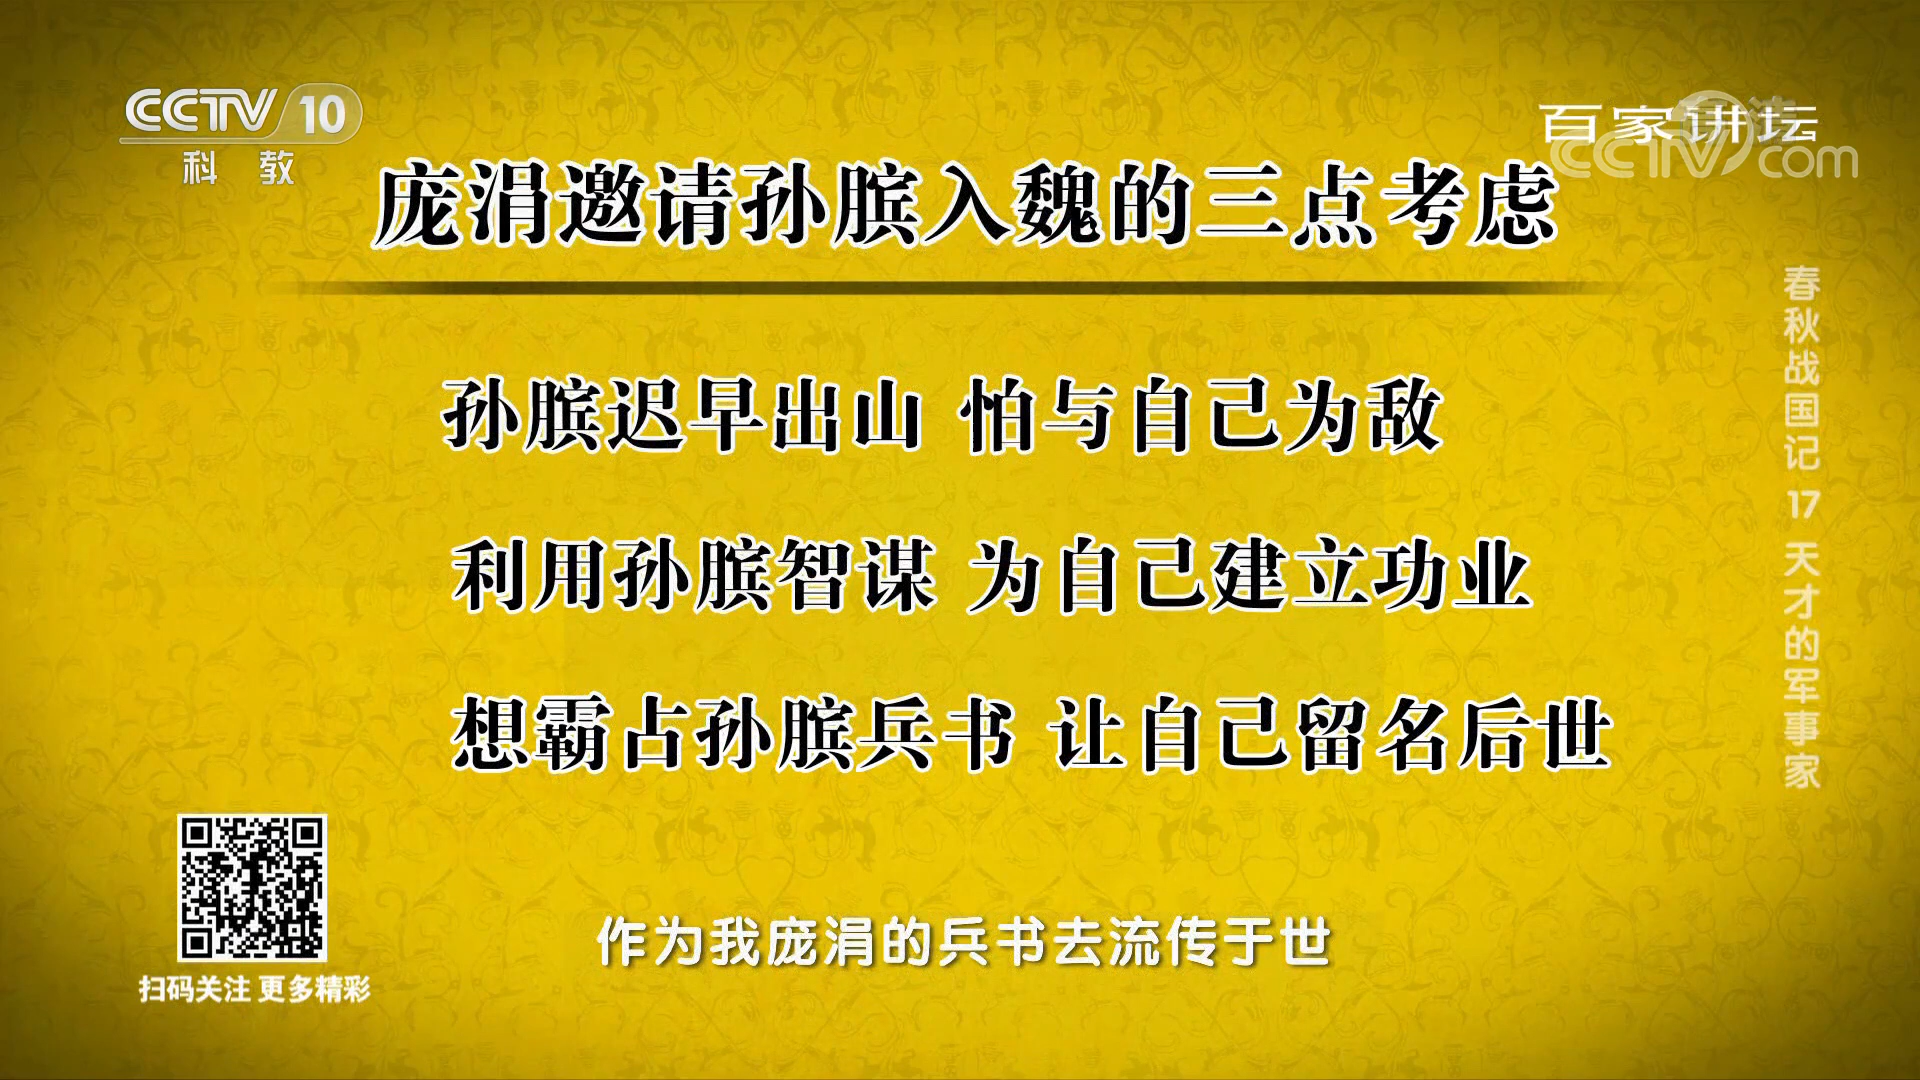 CCTV 10
科教
百家讲坛
CCTV.com
庞涓邀请孙膑入魏的三点考虑
孙膑迟早出山 怕与自己为敌
利用孙膑智谋 为自己建立功业
想霸占孙膑兵书 让自己留名后世
春秋战国记 17 天才的军事家
作为我庞涓的兵书去流传于世
扫码关注 更多精彩